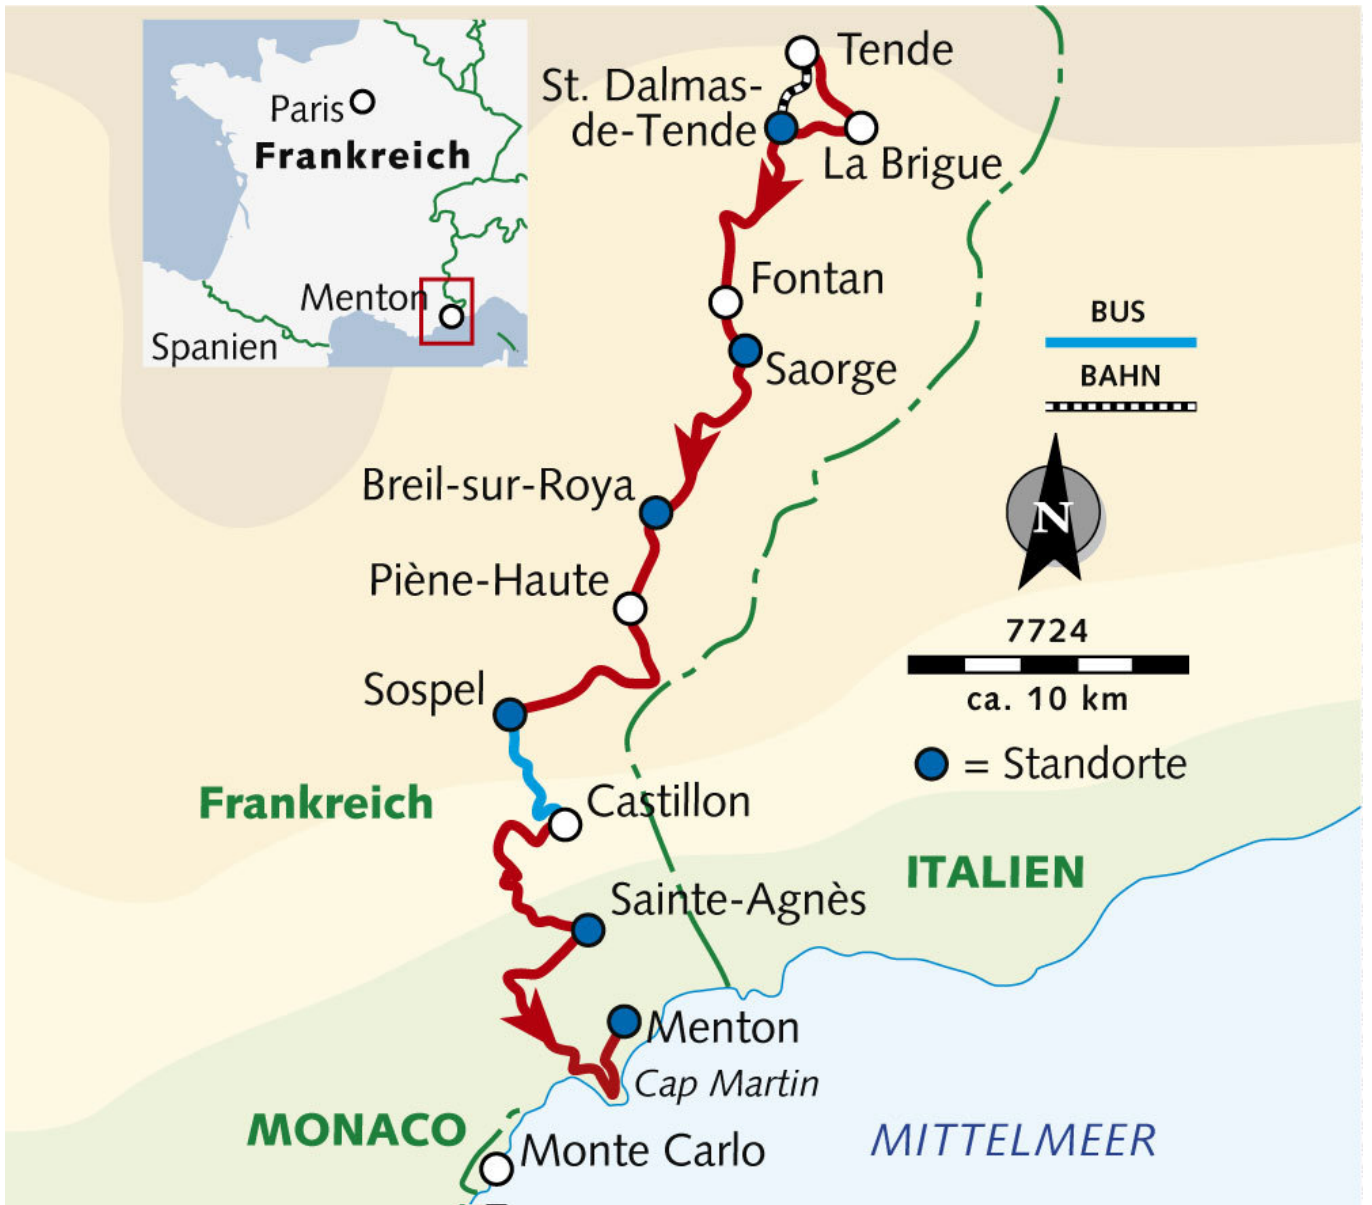 Paris
Frankreich
Menton
Spanien
Tende
St. Dalmas-
de-Tende
La Brigue
Fontan
Saorge
BUS
BAHN
Breil-sur-Roya
N
Piène-Haute
7724
ca. 10 km
Sospel
= Standorte
Frankreich
Castillon
ITALIEN
Sainte-Agnès
Menton
Cap Martin
MONACO
Monte Carlo
MITTELMEER